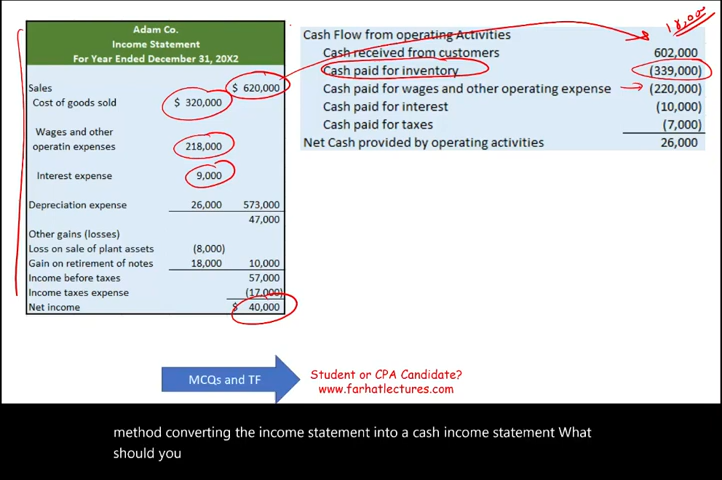 Adam Co.
Income Statement
For Year Ended December 31, 20X2
Sales $ 620,000
Cost of goods sold $ 320,000
Wages and other
operatin expenses 218,000
Interest expense 9,000
Depreciation expense 26,000 573,000
47,000
Other gains (losses)
Loss on sale of plant assets (8,000)
Gain on retirement of notes 18,000 10,000
Income before taxes 57,000
Income taxes expense (17,000)
Net income $ 40,000
18,000
Cash Flow from operating Activities
Cash received from customers 602,000
Cash paid for inventory (339,000)
Cash paid for wages and other operating expense (220,000)
Cash paid for interest (10,000)
Cash paid for taxes (7,000)
Net Cash provided by operating activities 26,000
MCQs and TF
Student or CPA Candidate?
www.farhatlectures.com
method converting the income statement into a cash income statement What
should you